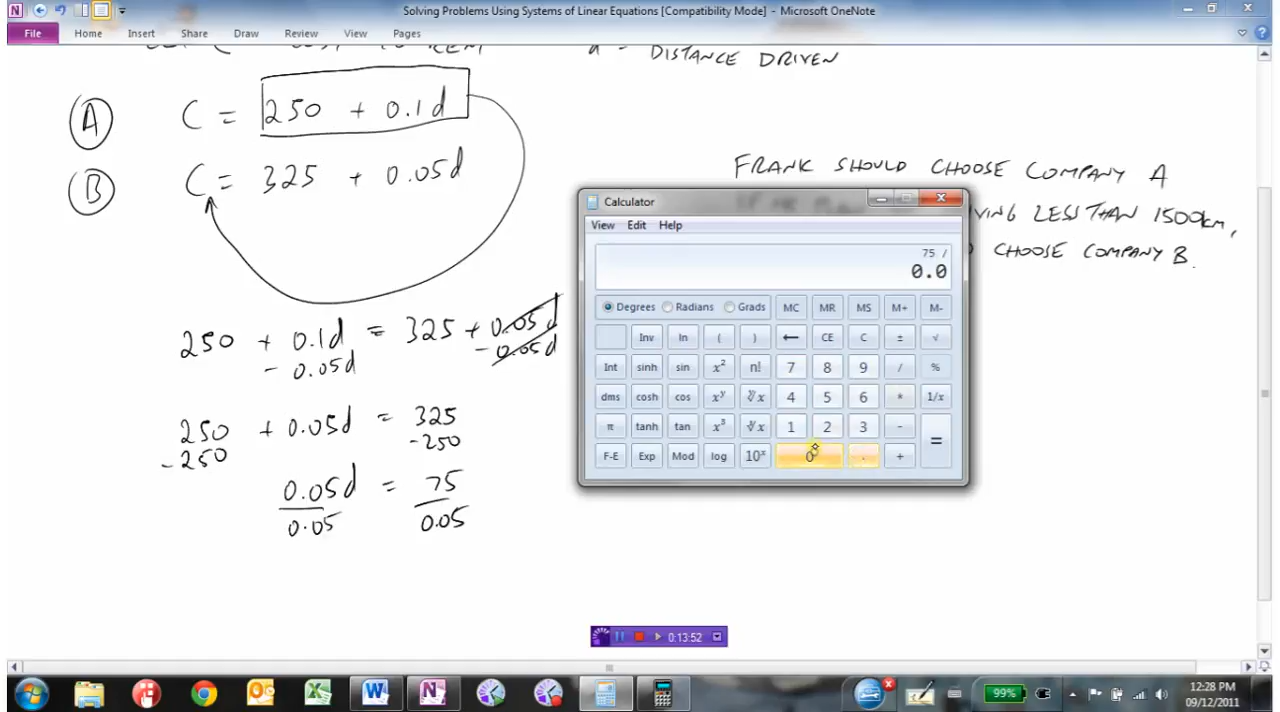 Solving Problems Using Systems of Linear Equations [Compatibility Mode] - Microsoft OneNote
File Home Insert Share Draw Review View Pages
DISTANCE DRIVEN
A C = 250 + 0.1d
B C = 325 + 0.05d
FRANK SHOULD CHOOSE COMPANY A
LESS THAN 1500km,
CHOOSE COMPANY B.
250 + 0.1d = 325 + 0.05d
- 0.05d - 0.05d
250 + 0.05d = 325
-250 -250
0.05d = 75
0.05 0.05
Calculator
View Edit Help
75 /
0.0
Degrees Radians Grads MC MR MS M+ M-
Inv ln ( ) ← CE C ± √
Int sinh sin x² n! 7 8 9 / %
dms cosh cos xʸ ʸ√x 4 5 6 * 1/x
π tanh tan x³ ³√x 1 2 3 - =
F-E Exp Mod log 10ˣ 0 . +
0:13:52
99%
12:28 PM
09/12/2011